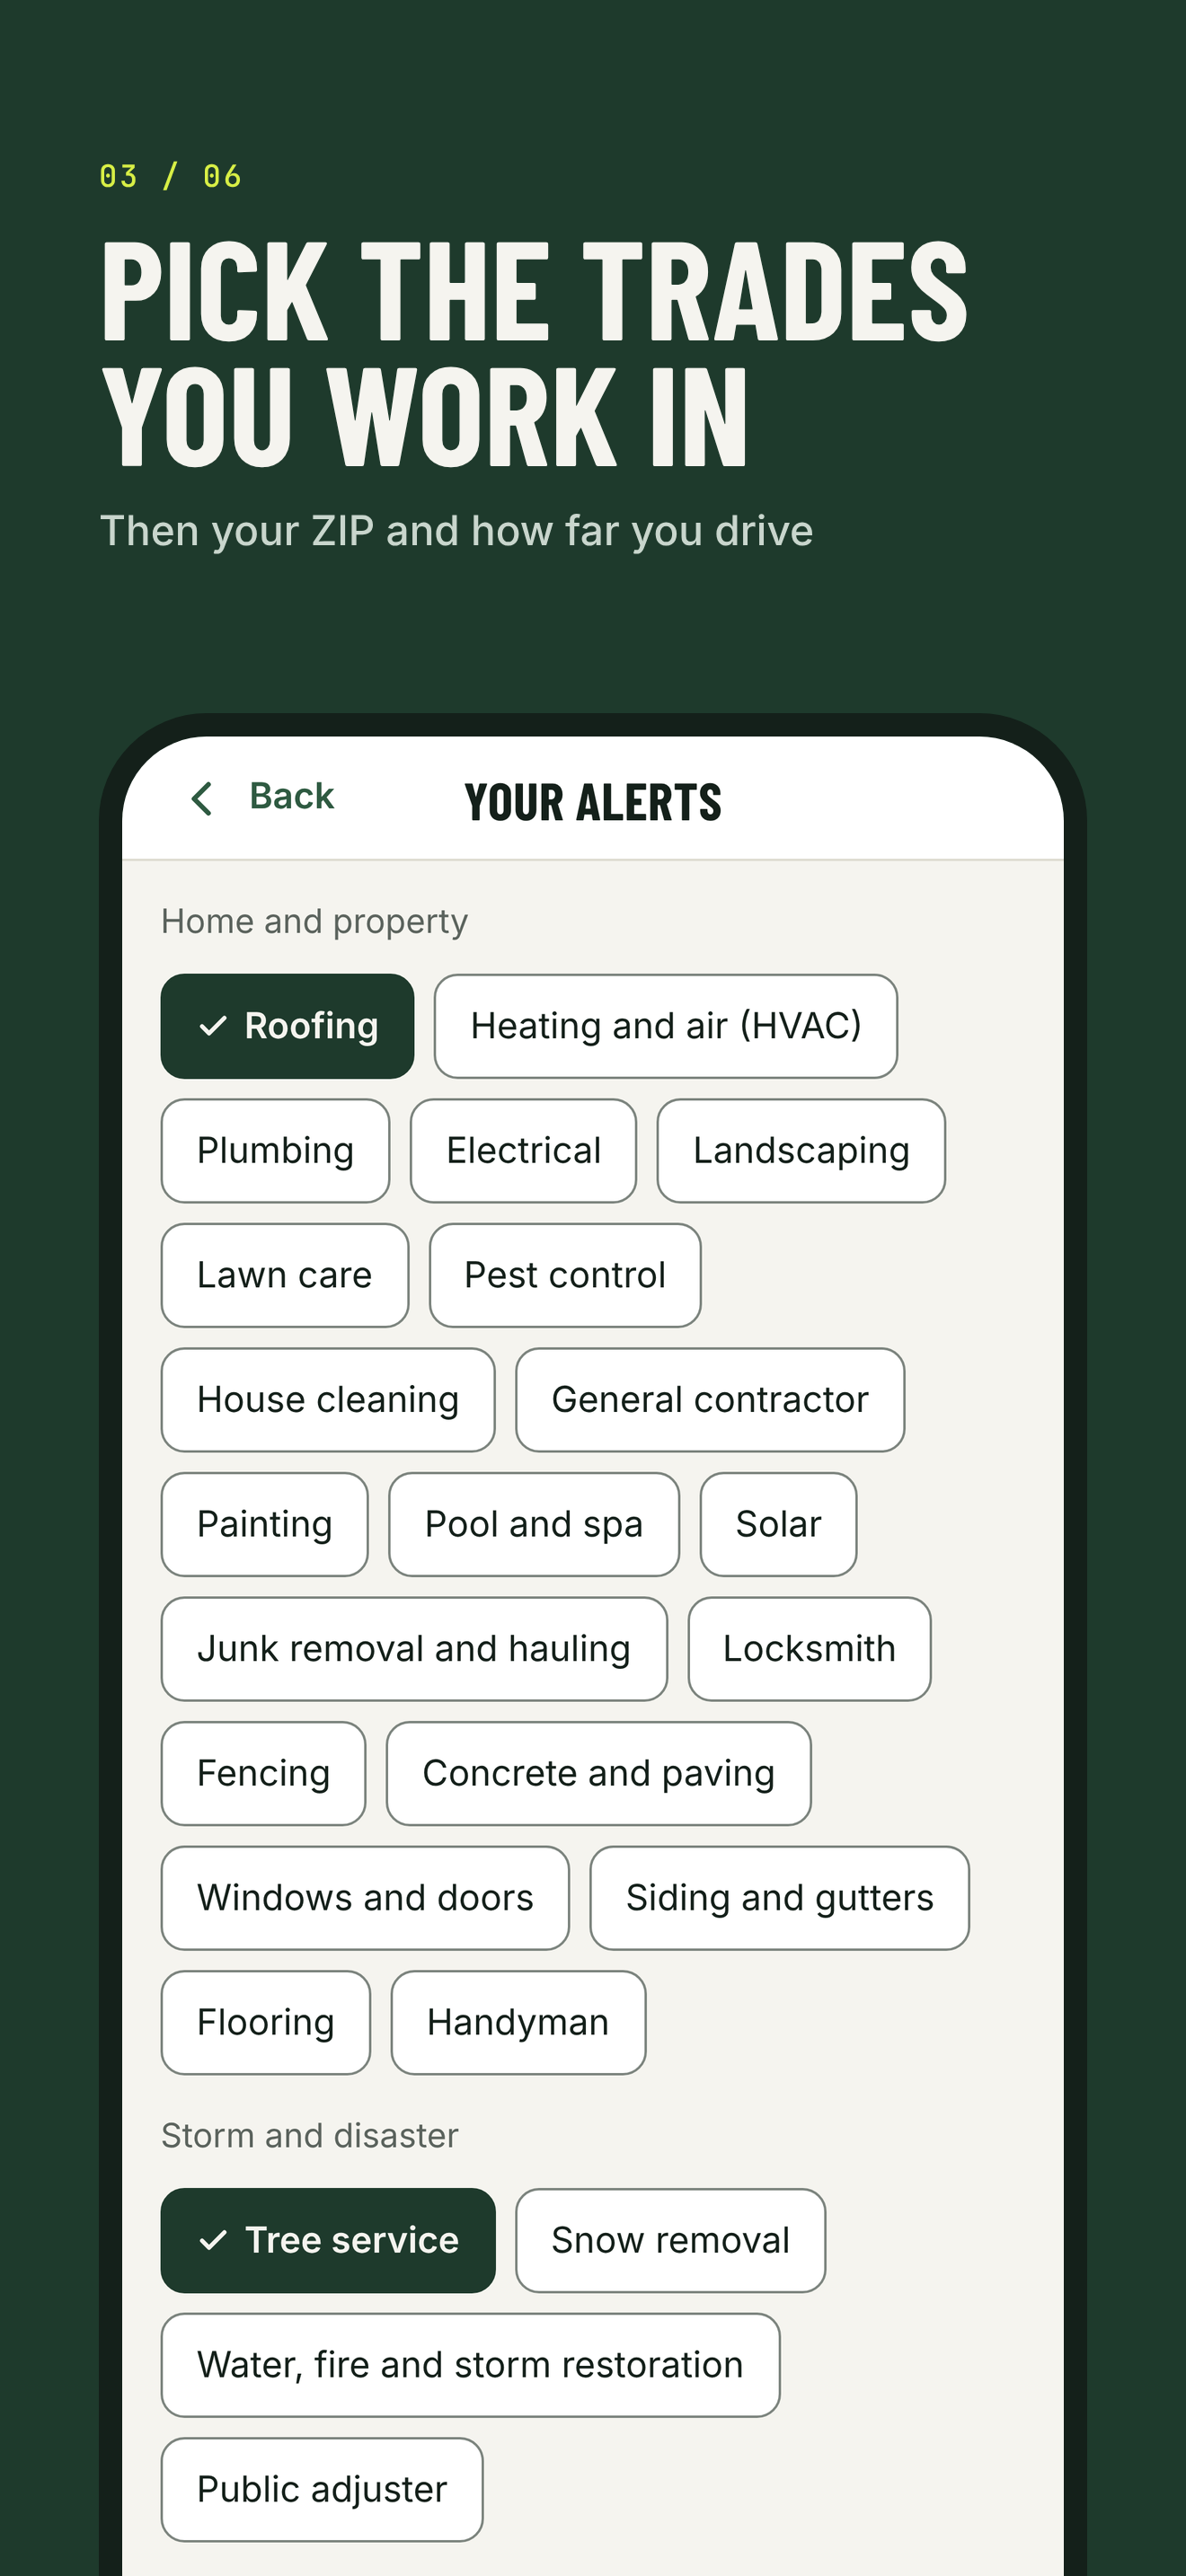 03 / 06
PICK THE TRADES
YOU WORK IN
Then your ZIP and how far you drive
Back YOUR ALERTS
Home and property
Roofing Heating and air (HVAC)
Plumbing Electrical Landscaping
Lawn care Pest control
House cleaning General contractor
Painting Pool and spa Solar
Junk removal and hauling Locksmith
Fencing Concrete and paving
Windows and doors Siding and gutters
Flooring Handyman
Storm and disaster
Tree service Snow removal
Water, fire and storm restoration
Public adjuster